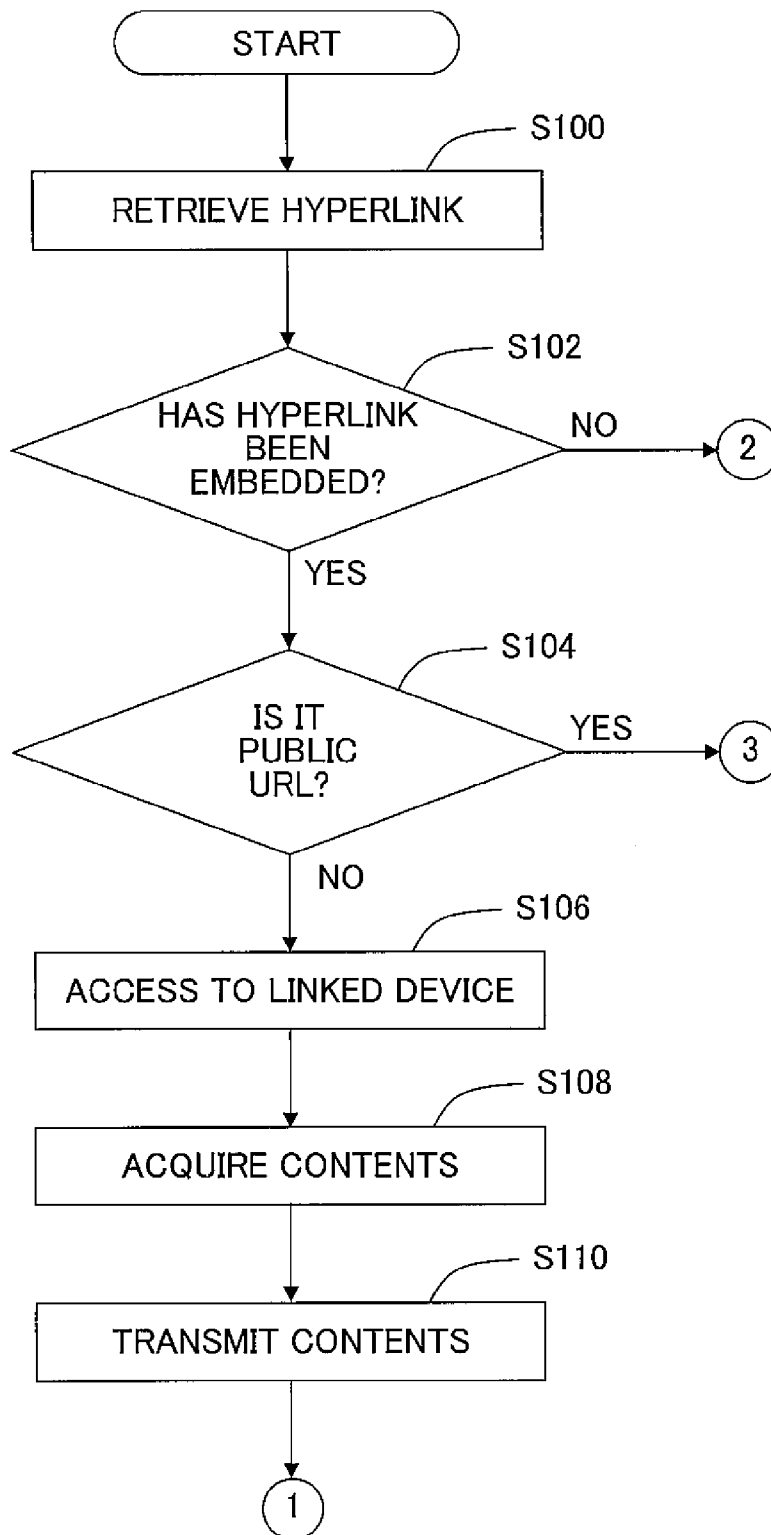 START
S100
RETRIEVE HYPERLINK
S102
HAS HYPERLINK
BEEN
EMBEDDED?
NO
2
YES
S104
IS IT
PUBLIC
URL?
YES
3
NO
S106
ACCESS TO LINKED DEVICE
S108
ACQUIRE CONTENTS
S110
TRANSMIT CONTENTS
1